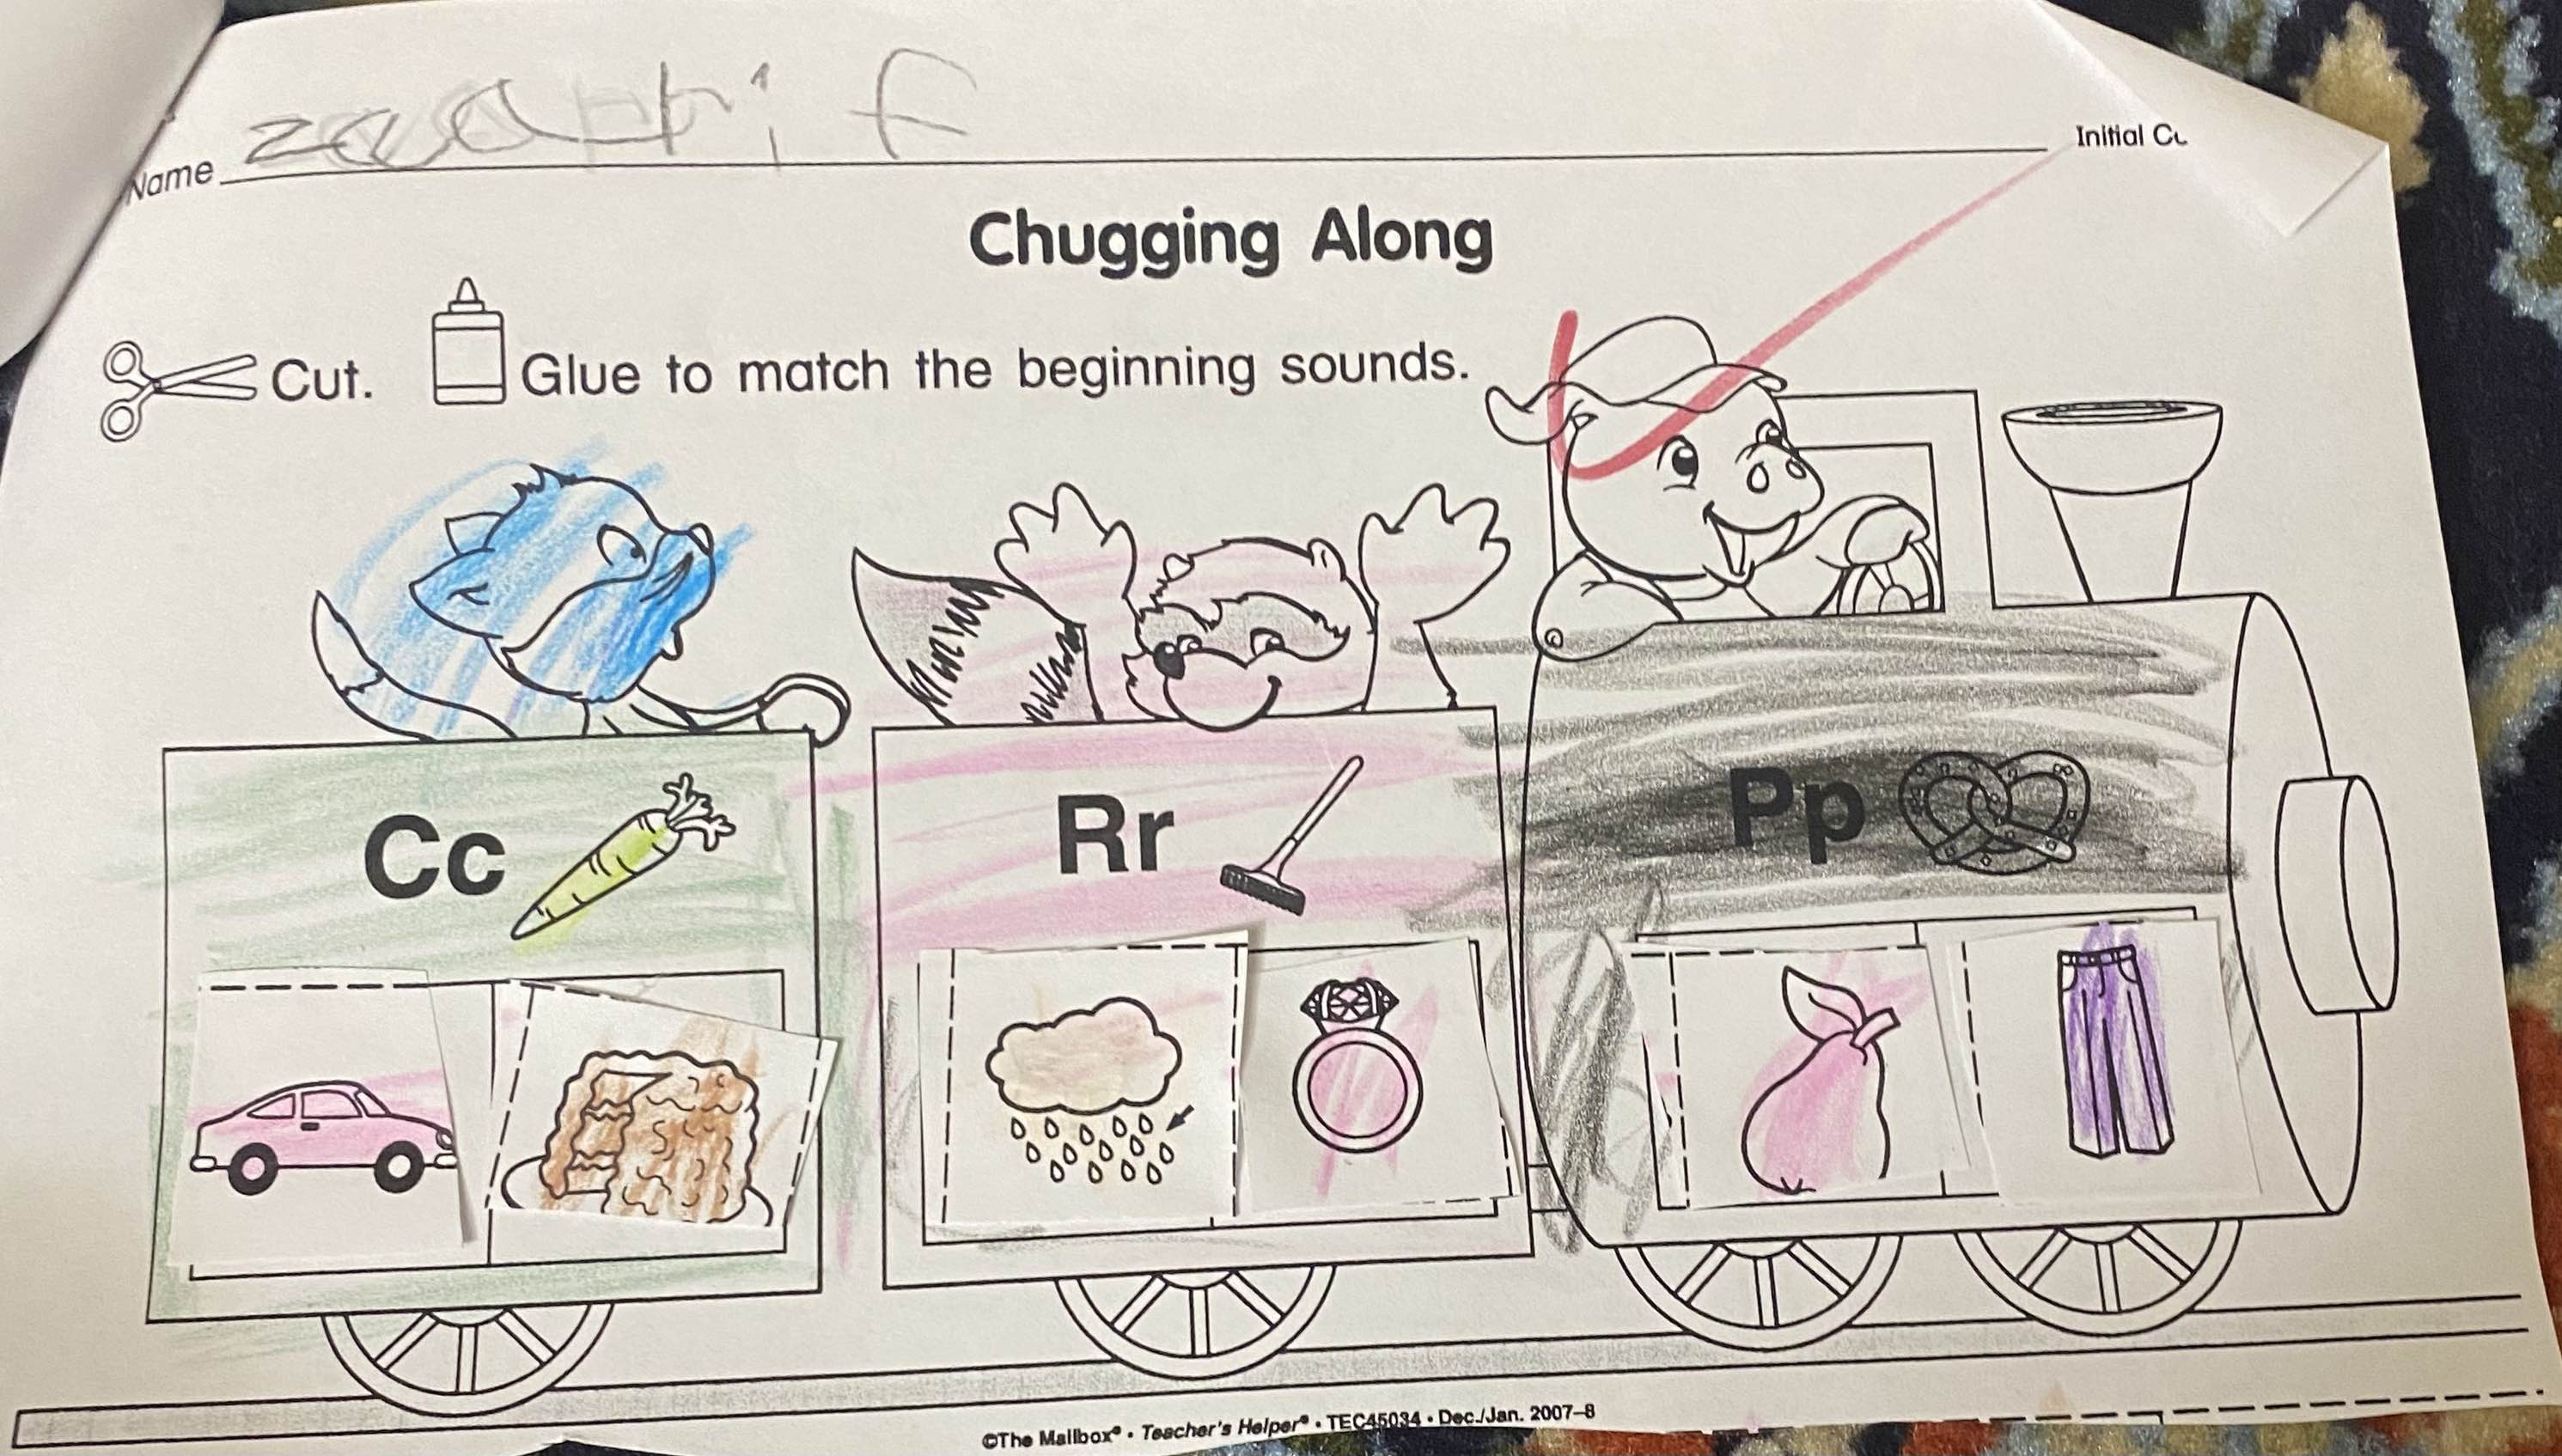 Name
Initial
Chugging Along
Cut. Glue to match the beginning sounds.
Cc Rr Pp
©The Mailbox® • Teacher's Helper® • TEC45034 • Dec./Jan. 2007–8